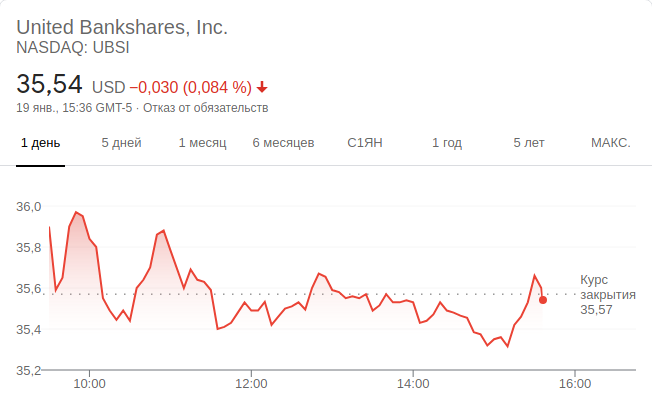 United Bankshares, Inc.
NASDAQ: UBSI
35,54 USD −0,030 (0,084 %)
19 янв., 15:36 GMT-5 · Отказ от обязательств
1 день 5 дней 1 месяц 6 месяцев С1ЯН 1 год 5 лет МАКС.
36,0
35,8
35,6
35,4
35,2
Курс
закрытия
35,57
10:00 12:00 14:00 16:00